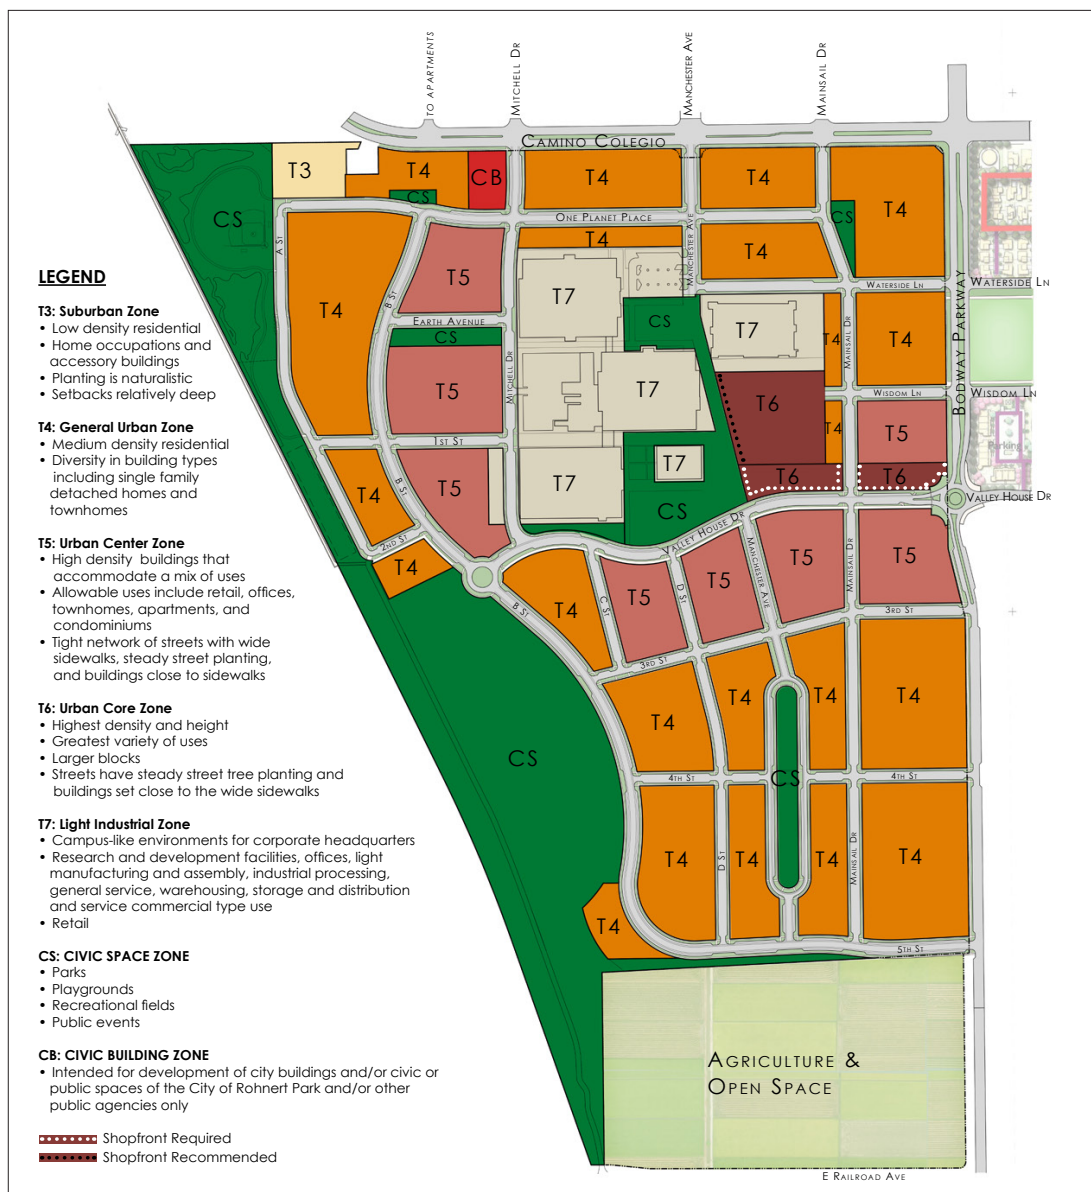 TO APARTMENTS
MITCHELL DR
MANCHESTER AVE
MAINSAIL DR
CAMINO COLEGIO
T3
T4
CB
T4
T4
T4
CS
CS
CS
ONE PLANET PLACE
T4
T4
A ST
B ST
T5
MANCHESTER AVE
BODWAY PARKWAY
WATERSIDE LN
WATERSIDE LN
T4
T7
EARTH AVENUE
CS
CS
T7
T4
MAINSAIL DR
T4
MITCHELL DR
T5
T7
T6
WISDOM LN
WISDOM LN
T4
T5
1ST ST
Parking
T7
T5
T7
T6
T6
B ST
T4
VALLEY HOUSE DR
CS
VALLEY HOUSE DR
2ND ST
T4
MANCHESTER AVE
MAINSAIL DR
T5
T5
T5
T5
D ST
C ST
B ST
T4
3RD ST
3RD ST
T4
T4
T4
T4
CS
4TH ST
CS
4TH ST
T4
T4
T4
T4
D ST
MAINSAIL DR
T4
5TH ST
AGRICULTURE &
OPEN SPACE
E RAILROAD AVE
LEGEND
T3: Suburban Zone
• Low density residential
• Home occupations and
accessory buildings
• Planting is naturalistic
• Setbacks relatively deep
T4: General Urban Zone
• Medium density residential
• Diversity in building types
including single family
detached homes and
townhomes
T5: Urban Center Zone
• High density buildings that
accommodate a mix of uses
• Allowable uses include retail, offices,
townhomes, apartments, and
condominiums
• Tight network of streets with wide
sidewalks, steady street planting,
and buildings close to sidewalks
T6: Urban Core Zone
• Highest density and height
• Greatest variety of uses
• Larger blocks
• Streets have steady street tree planting and
buildings set close to the wide sidewalks
T7: Light Industrial Zone
• Campus-like environments for corporate headquarters
• Research and development facilities, offices, light
manufacturing and assembly, industrial processing,
general service, warehousing, storage and distribution
and service commercial type use
• Retail
CS: CIVIC SPACE ZONE
• Parks
• Playgrounds
• Recreational fields
• Public events
CB: CIVIC BUILDING ZONE
• Intended for development of city buildings and/or civic or
public spaces of the City of Rohnert Park and/or other
public agencies only
Shopfront Required
Shopfront Recommended